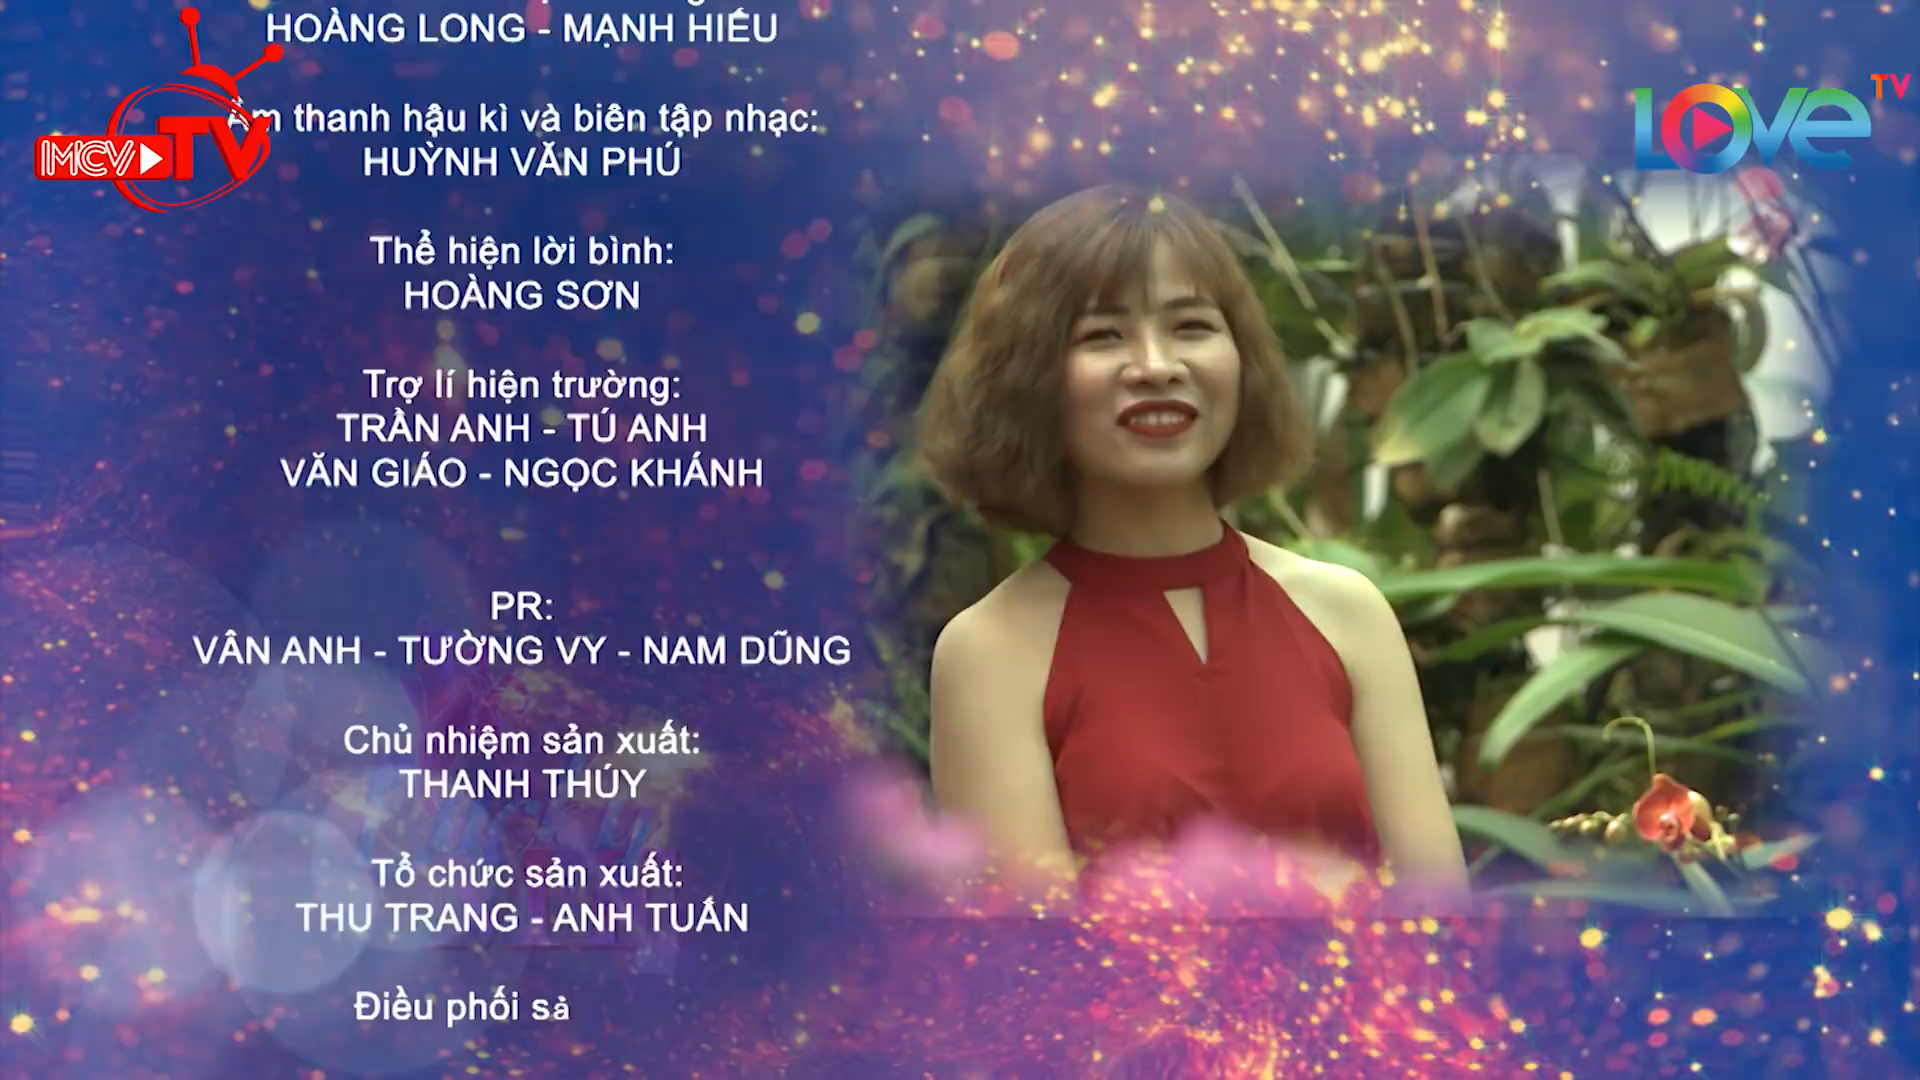 HOÀNG LONG - MẠNH HIẾU
Âm thanh hậu kì và biên tập nhạc:
HUỲNH VĂN PHÚ
Thể hiện lời bình:
HOÀNG SƠN
Trợ lí hiện trường:
TRẦN ANH - TÚ ANH
VĂN GIÁO - NGỌC KHÁNH
PR:
VÂN ANH - TƯỜNG VY - NAM DŨNG
Chủ nhiệm sản xuất:
THANH THÚY
Tổ chức sản xuất:
THU TRANG - ANH TUẤN
Điều phối sả
MCV TV
LOVE TV